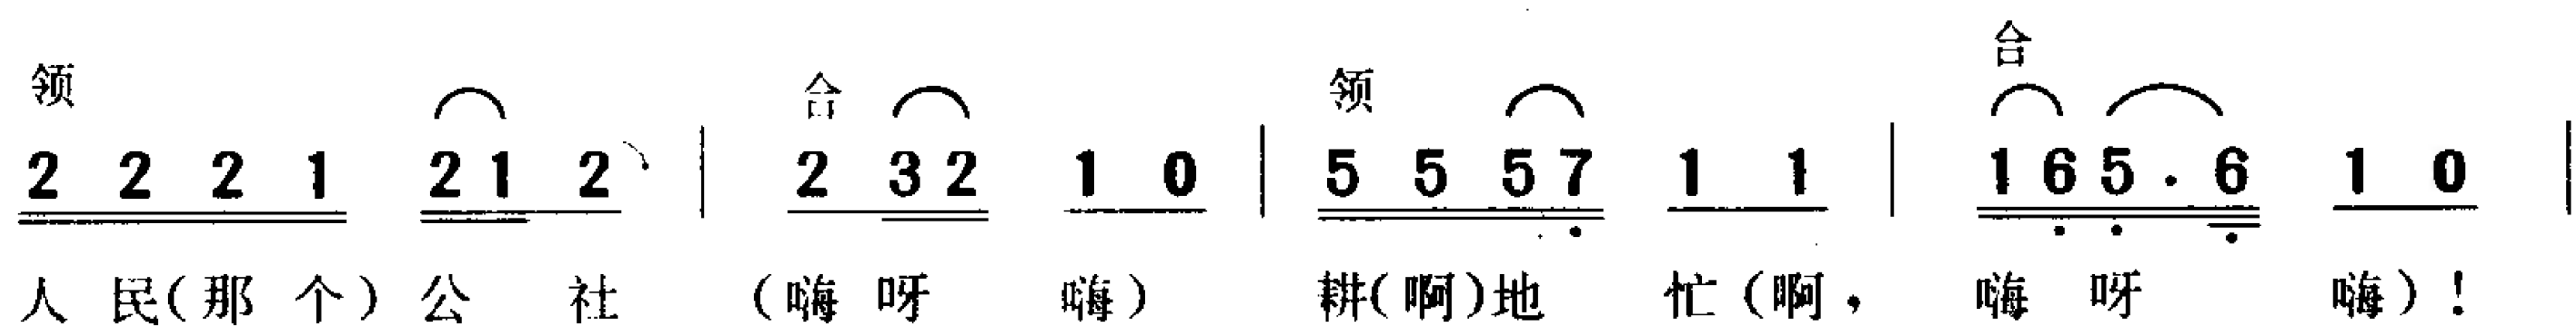 领 合 领 合
2 2 2 1 2 1 2 | 2 3 2 1 0 | 5 5 5 7 1 1 | 1 6 5 · 6 1 0 |
人 民(那 个) 公 社 (嗨 呀 嗨) 耕(啊)地 忙(啊, 嗨 呀 嗨)!